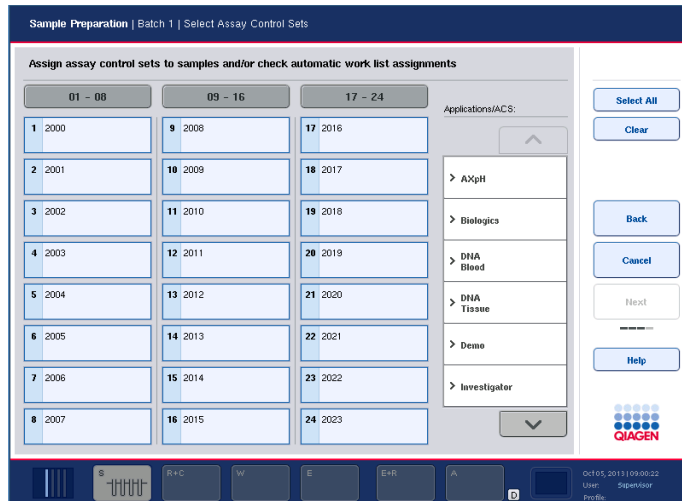 Sample Preparation | Batch 1 | Select Assay Control Sets
Assign assay control sets to samples and/or check automatic work list assignments
01 - 08
09 - 16
17 - 24
Applications/ACS:
1 2000
9 2008
17 2016
2 2001
10 2009
18 2017
3 2002
11 2010
19 2018
4 2003
12 2011
20 2019
5 2004
13 2012
21 2020
6 2005
14 2013
22 2021
7 2006
15 2014
23 2022
8 2007
16 2015
24 2023
> AXpH
> Biologics
> DNA
Blood
> DNA
Tissue
> Demo
> Investigator
Select All
Clear
Back
Cancel
Next
Help
QIAGEN
S
R+C
W
E
E+R
A
D
Oct 05, 2013 | 09:00:22
User: Supervisor
Profile: